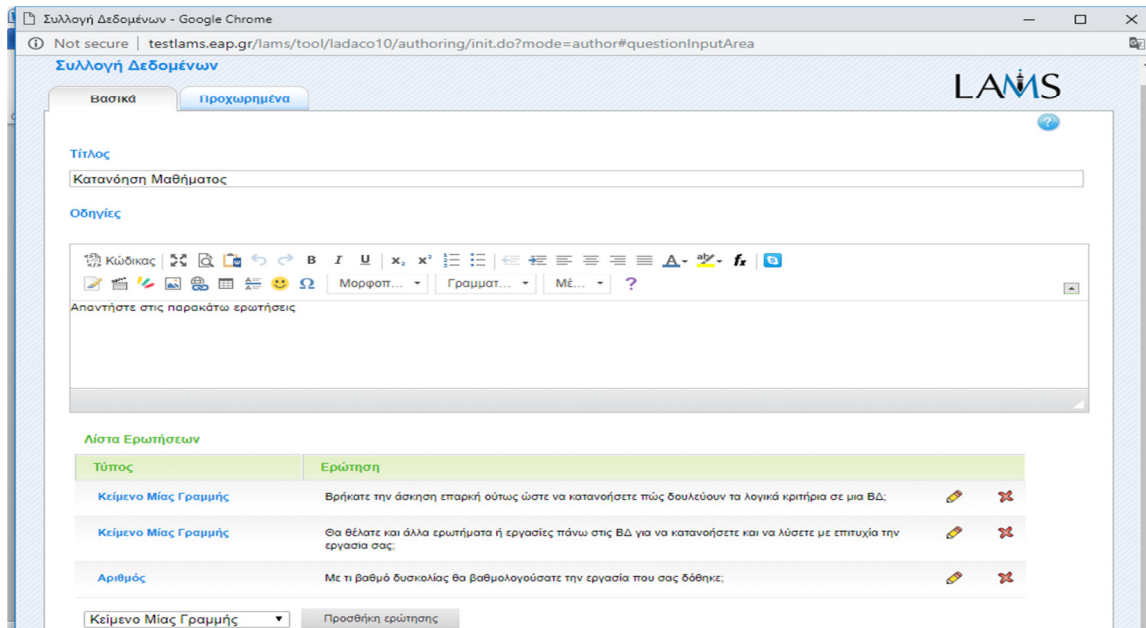 Συλλογή Δεδομένων - Google Chrome
Not secure | testlams.eap.gr/lams/tool/ladaco10/authoring/init.do?mode=author#questionInputArea
Συλλογή Δεδομένων
LAMS
Βασικά Προχωρημένα
?
Τίτλος
Κατανόηση Μαθήματος
Οδηγίες
Κώδικας B I U x₂ x² A ab fx S
Ω Μορφοπ... Γραμματ... Μέ... ?
Απαντήστε στις παρακάτω ερωτήσεις
Λίστα Ερωτήσεων
Τύπος Ερώτηση
Κείμενο Μίας Γραμμής Βρήκατε την άσκηση επαρκή ούτως ώστε να κατανοήσετε πώς δουλεύουν τα λογικά κριτήρια σε μια ΒΔ;
Κείμενο Μίας Γραμμής Θα θέλατε και άλλα ερωτήματα ή εργασίες πάνω στις ΒΔ για να κατανοήσετε και να λύσετε με επιτυχία την
εργασία σας;
Αριθμός Με τι βαθμό δυσκολίας θα βαθμολογούσατε την εργασία που σας δόθηκε;
Κείμενο Μίας Γραμμής Προσθήκη ερώτησης